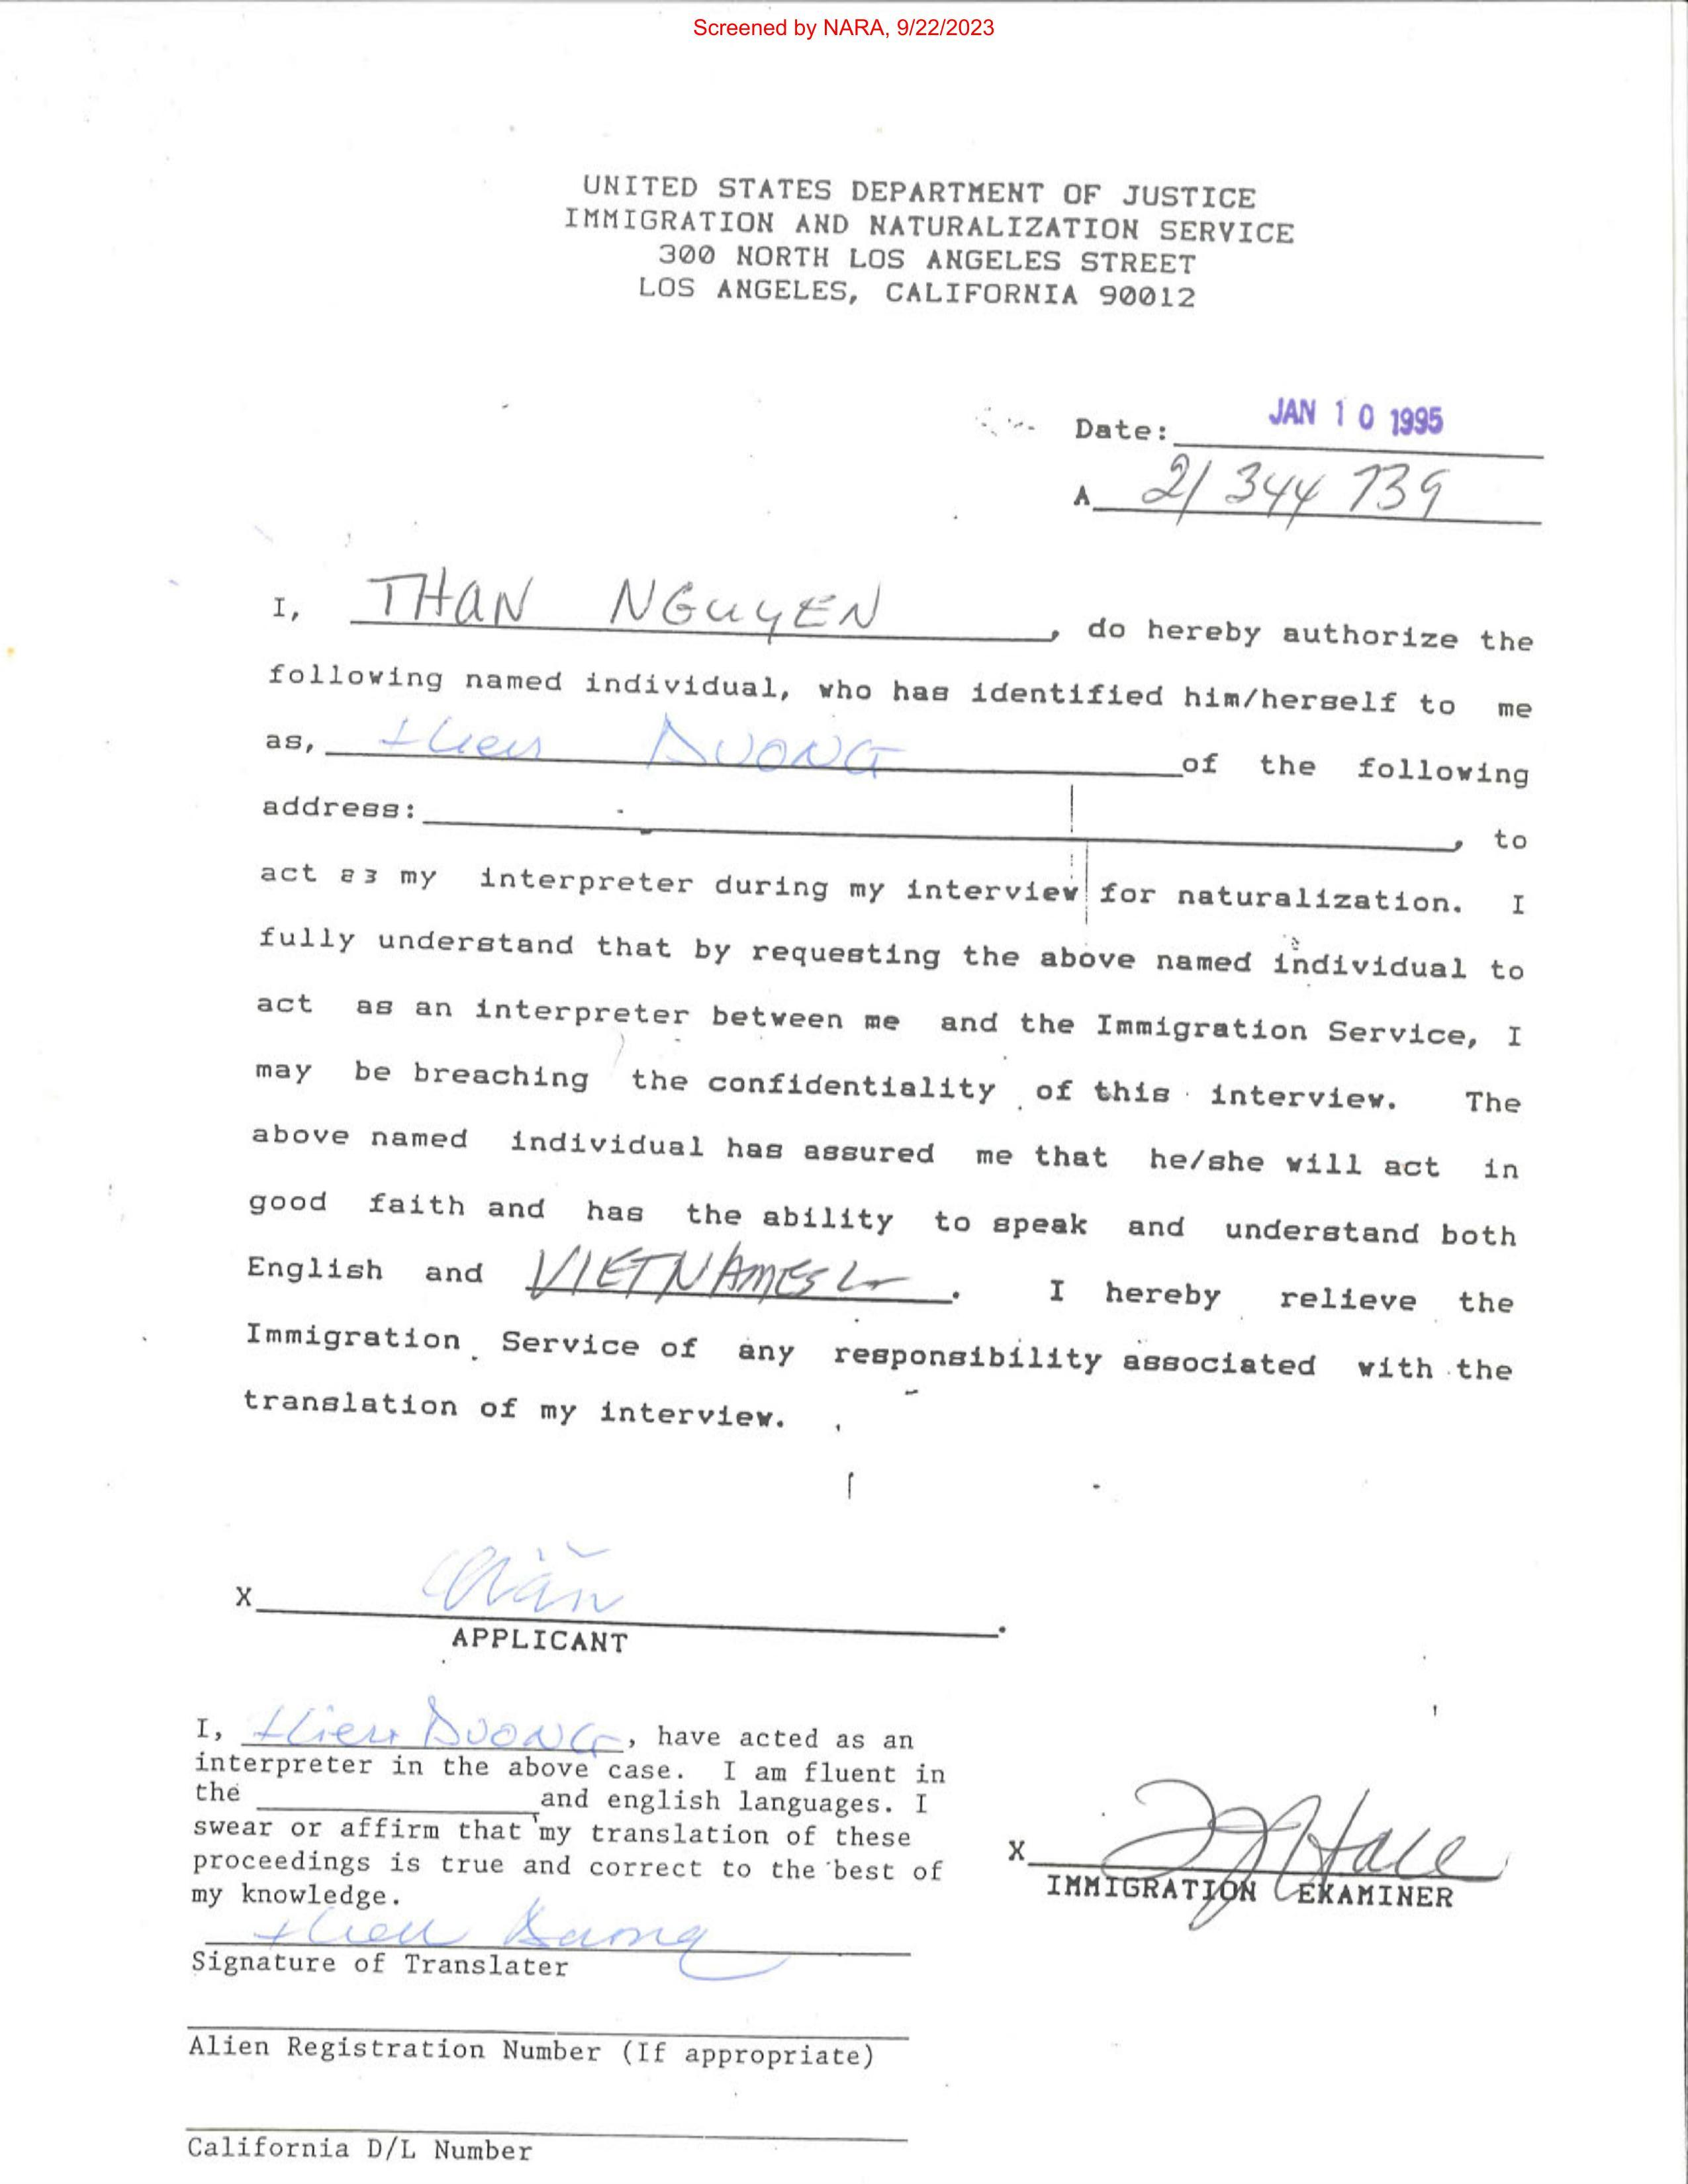 Screened by NARA, 9/22/2023
UNITED STATES DEPARTMENT OF JUSTICE
IMMIGRATION AND NATURALIZATION SERVICE
300 NORTH LOS ANGELES STREET
LOS ANGELES, CALIFORNIA 90012
Date: JAN 10 1995
A 21 344 739
I, THAN NGUYEN, do hereby authorize the
following named individual, who has identified him/herself to me
as, Hien DUONG of the following
address: , to
act as my interpreter during my interview for naturalization. I
fully understand that by requesting the above named individual to
act as an interpreter between me and the Immigration Service, I
may be breaching the confidentiality of this interview. The
above named individual has assured me that he/she will act in
good faith and has the ability to speak and understand both
English and VIETNAMESE. I hereby relieve the
Immigration Service of any responsibility associated with the
translation of my interview.
X
APPLICANT
I, Hien DUONG, have acted as an
interpreter in the above case. I am fluent in
the and english languages. I
swear or affirm that my translation of these
proceedings is true and correct to the best of
my knowledge.
Hien Duong
Signature of Translater
X Hale
IMMIGRATION EXAMINER
Alien Registration Number (If appropriate)
California D/L Number